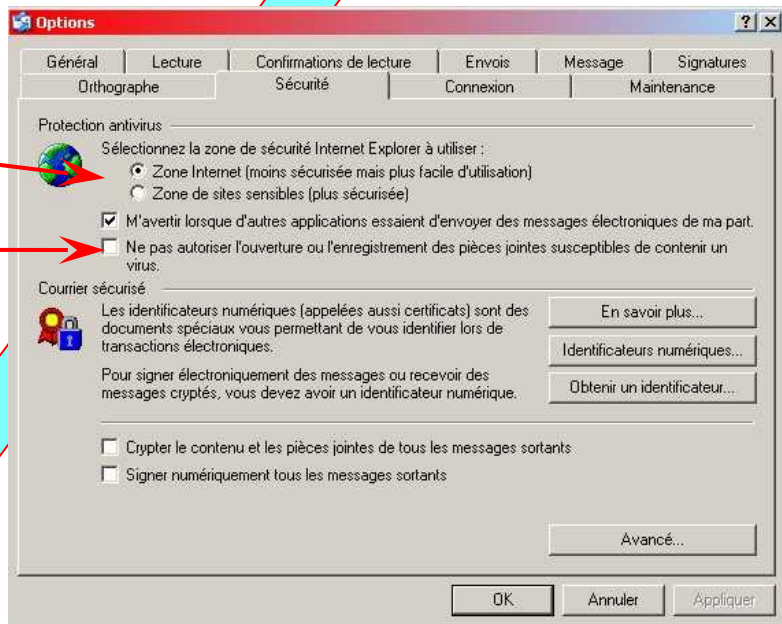 Options
Général Lecture Confirmations de lecture Envois Message Signatures
Orthographe Sécurité Connexion Maintenance
Protection antivirus
Sélectionnez la zone de sécurité Internet Explorer à utiliser :
Zone Internet (moins sécurisée mais plus facile d'utilisation)
Zone de sites sensibles (plus sécurisée)
M'avertir lorsque d'autres applications essaient d'envoyer des messages électroniques de ma part.
Ne pas autoriser l'ouverture ou l'enregistrement des pièces jointes susceptibles de contenir un
virus.
Courrier sécurisé
Les identificateurs numériques (appelées aussi certificats) sont des
documents spéciaux vous permettant de vous identifier lors de
transactions électroniques.
En savoir plus...
Identificateurs numériques...
Pour signer électroniquement des messages ou recevoir des
messages cryptés, vous devez avoir un identificateur numérique.
Obtenir un identificateur...
Crypter le contenu et les pièces jointes de tous les messages sortants
Signer numériquement tous les messages sortants
Avancé...
OK Annuler Appliquer